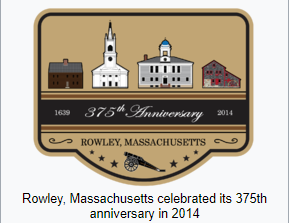 1639 375th Anniversary 2014
ROWLEY, MASSACHUSETTS
Rowley, Massachusetts celebrated its 375th
anniversary in 2014